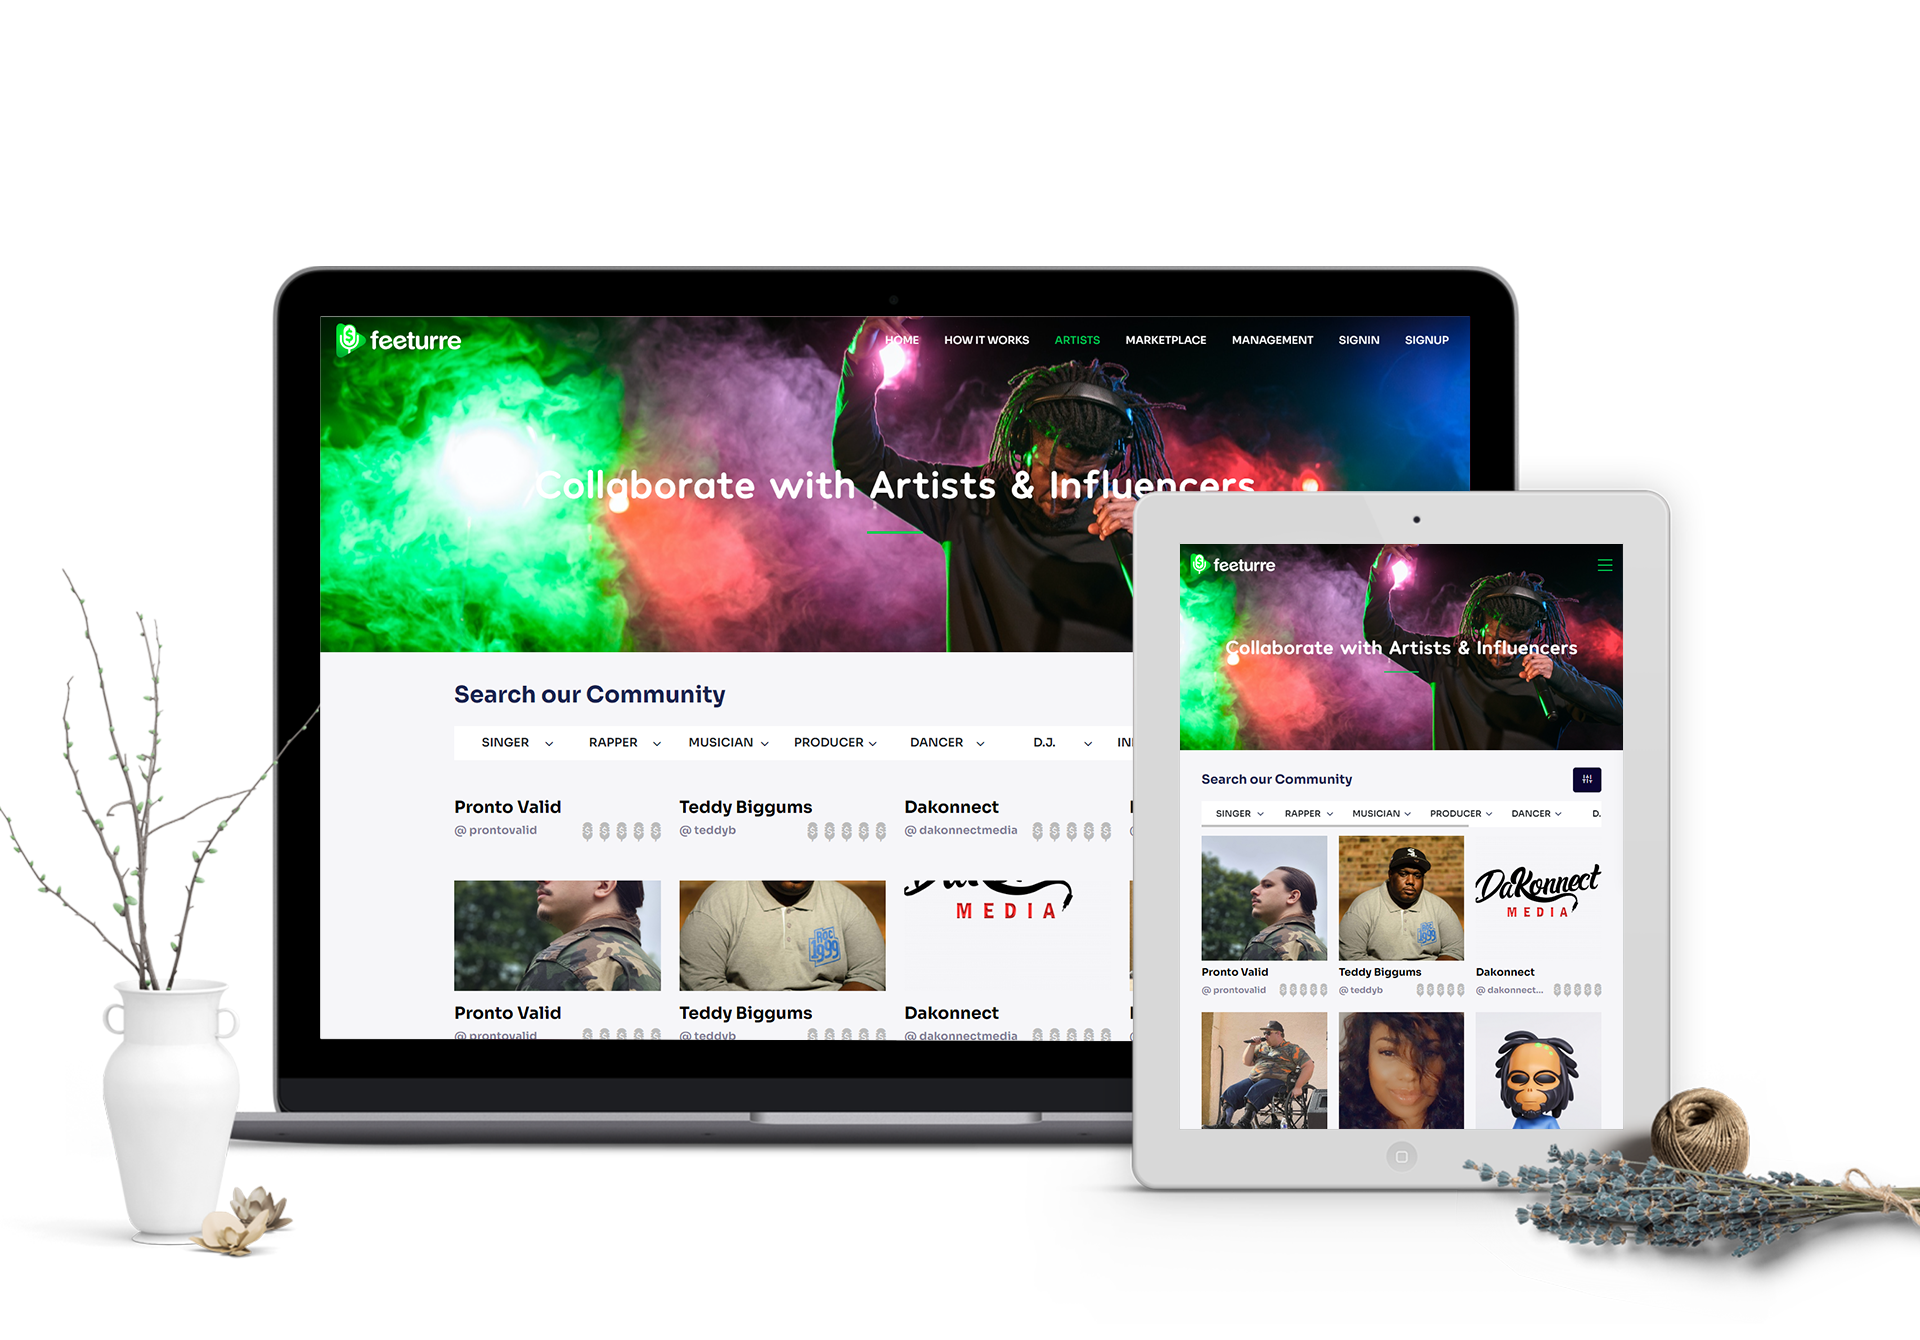 feeturre
HOME HOW IT WORKS ARTISTS MARKETPLACE MANAGEMENT SIGNIN SIGNUP
Collaborate with Artists & Influencers
Search our Community
SINGER RAPPER MUSICIAN PRODUCER DANCER D.J.
Pronto Valid Teddy Biggums Dakonnect
@ prontovalid @ teddyb @ dakonnectmedia
MEDIA
ROC
1999
Pronto Valid Teddy Biggums Dakonnect
@ prontovalid @ teddyb @ dakonnectmedia
feeturre
Collaborate with Artists & Influencers
Search our Community
SINGER RAPPER MUSICIAN PRODUCER DANCER D.
DaKonnect
MEDIA
1999
Pronto Valid Teddy Biggums Dakonnect
@ prontovalid @ teddyb @ dakonnect...